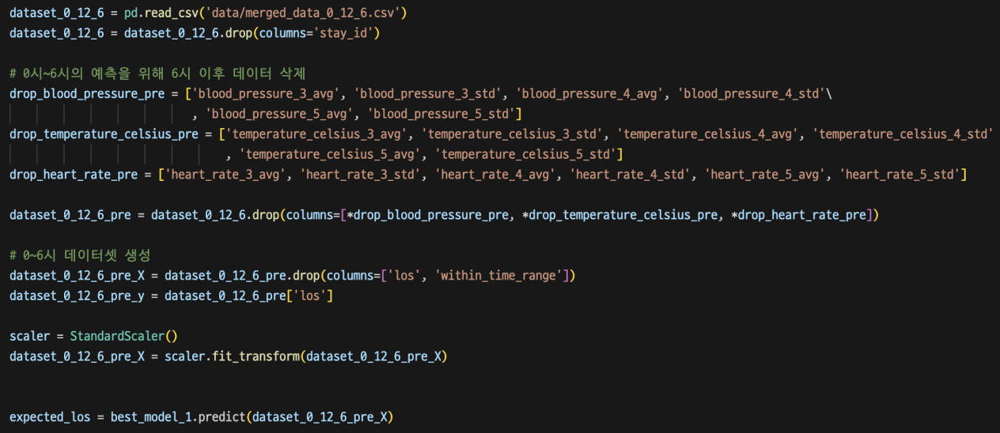 dataset_0_12_6 = pd.read_csv('data/merged_data_0_12_6.csv')
dataset_0_12_6 = dataset_0_12_6.drop(columns='stay_id')
# 0시~6시의 예측을 위해 6시 이후 데이터 삭제
drop_blood_pressure_pre = ['blood_pressure_3_avg', 'blood_pressure_3_std', 'blood_pressure_4_avg', 'blood_pressure_4_std'\
, 'blood_pressure_5_avg', 'blood_pressure_5_std']
drop_temperature_celsius_pre = ['temperature_celsius_3_avg', 'temperature_celsius_3_std', 'temperature_celsius_4_avg', 'temperature_celsius_4_std'
, 'temperature_celsius_5_avg', 'temperature_celsius_5_std']
drop_heart_rate_pre = ['heart_rate_3_avg', 'heart_rate_3_std', 'heart_rate_4_avg', 'heart_rate_4_std', 'heart_rate_5_avg', 'heart_rate_5_std']
dataset_0_12_6_pre = dataset_0_12_6.drop(columns=[*drop_blood_pressure_pre, *drop_temperature_celsius_pre, *drop_heart_rate_pre])
# 0~6시 데이터셋 생성
dataset_0_12_6_pre_X = dataset_0_12_6_pre.drop(columns=['los', 'within_time_range'])
dataset_0_12_6_pre_y = dataset_0_12_6_pre['los']
scaler = StandardScaler()
dataset_0_12_6_pre_X = scaler.fit_transform(dataset_0_12_6_pre_X)
expected_los = best_model_1.predict(dataset_0_12_6_pre_X)